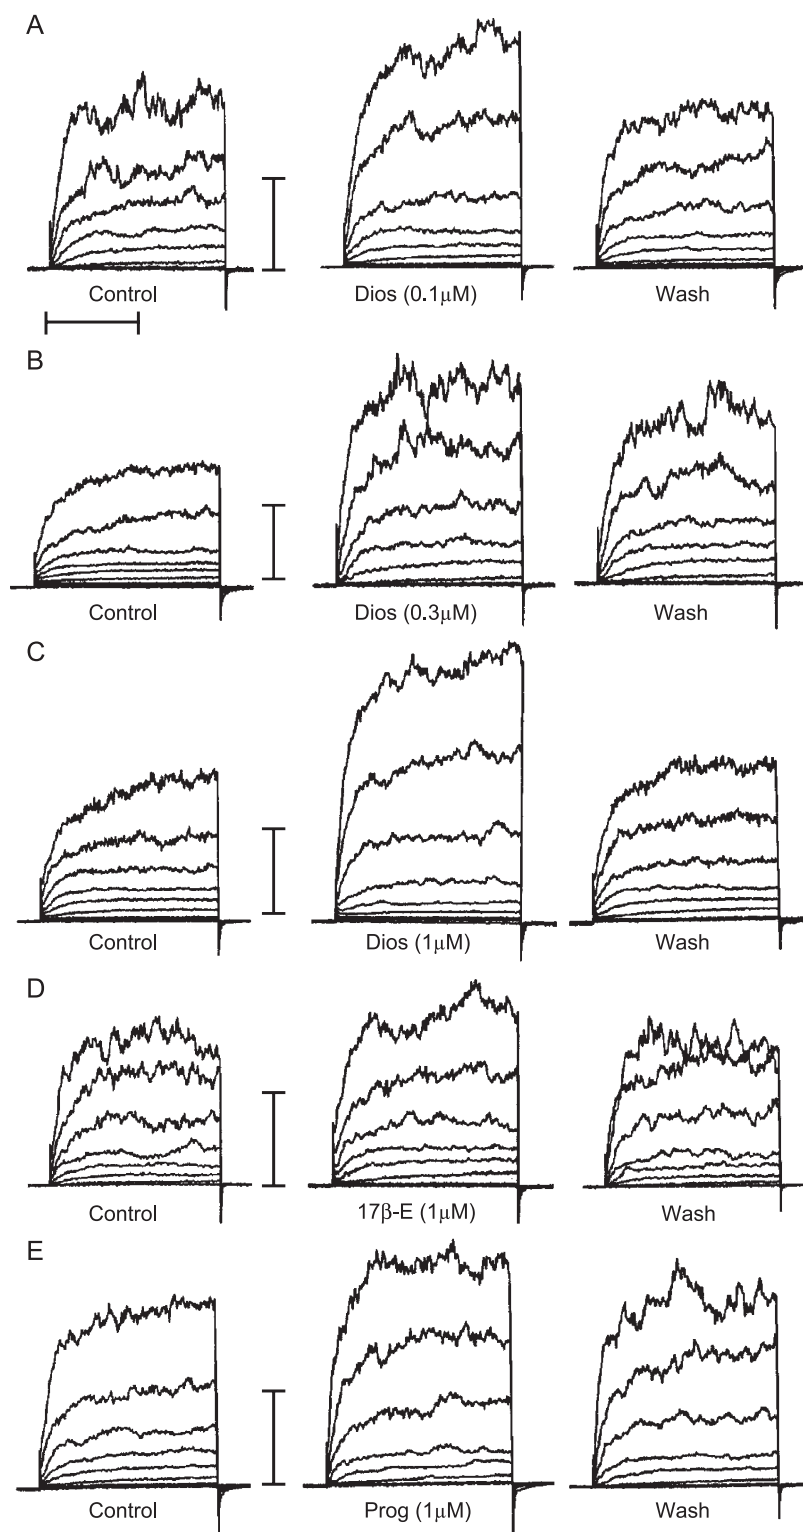 A
Control Dios (0.1μM) Wash
B
Control Dios (0.3μM) Wash
C
Control Dios (1μM) Wash
D
Control 17β-E (1μM) Wash
E
Control Prog (1μM) Wash